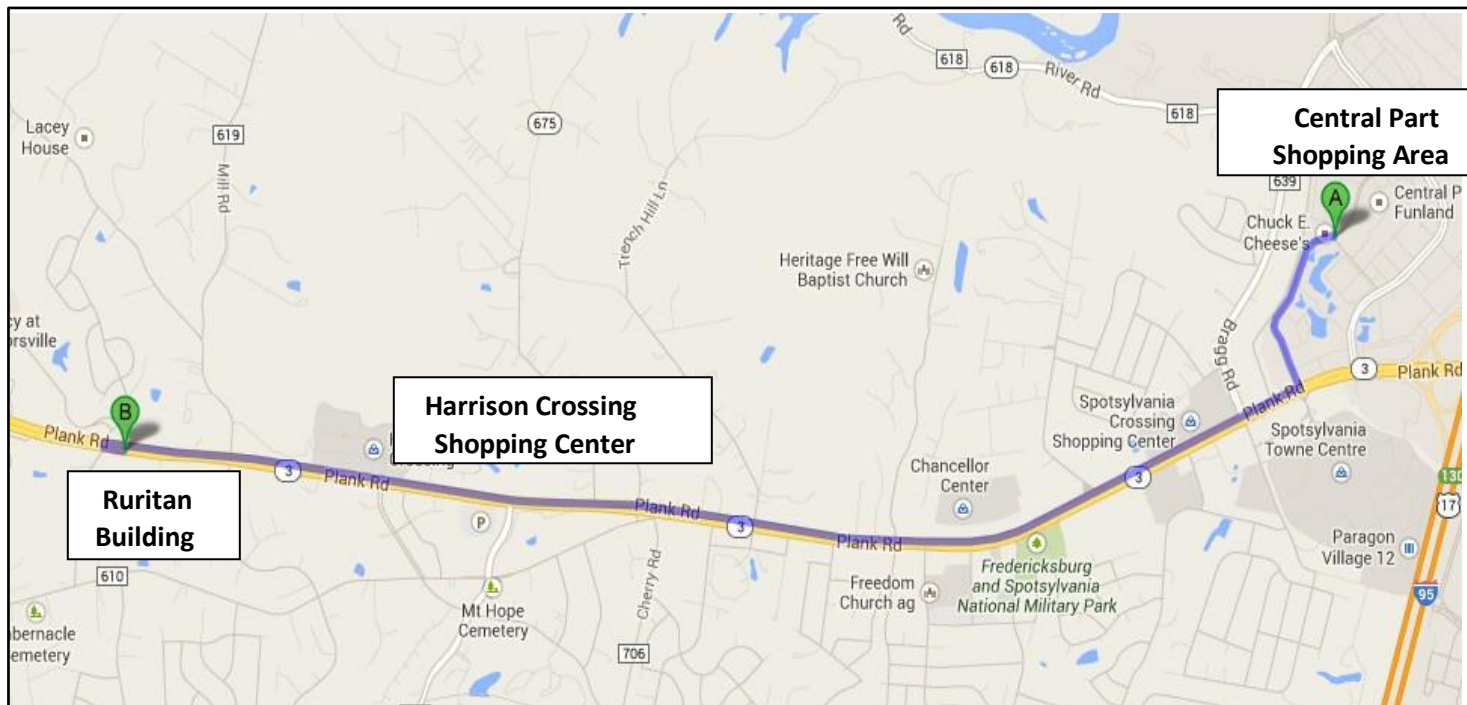 Rd
618
618
River Rd
618
Central Part
Shopping Area
639
Lacey
House
619
675
Mill Rd
Trench Hill Ln
A
Central P
Funland
Chuck E.
Cheese's
Heritage Free Will
Baptist Church
Bragg Rd
cy at
orsville
3
Plank Rd
Plank Rd
B
Plank Rd
Harrison Crossing
Shopping Center
Spotsylvania
Crossing
Shopping Center
Spotsylvania
Towne Centre
3
Plank Rd
Chancellor
Center
3
130
17
Ruritan
Building
P
Plank Rd
3
Plank Rd
Paragon
Village 12
610
Mt Hope
Cemetery
Cherry Rd
Freedom
Church ag
Fredericksburg
and Spotsylvania
National Military Park
95
abernacle
emetery
706